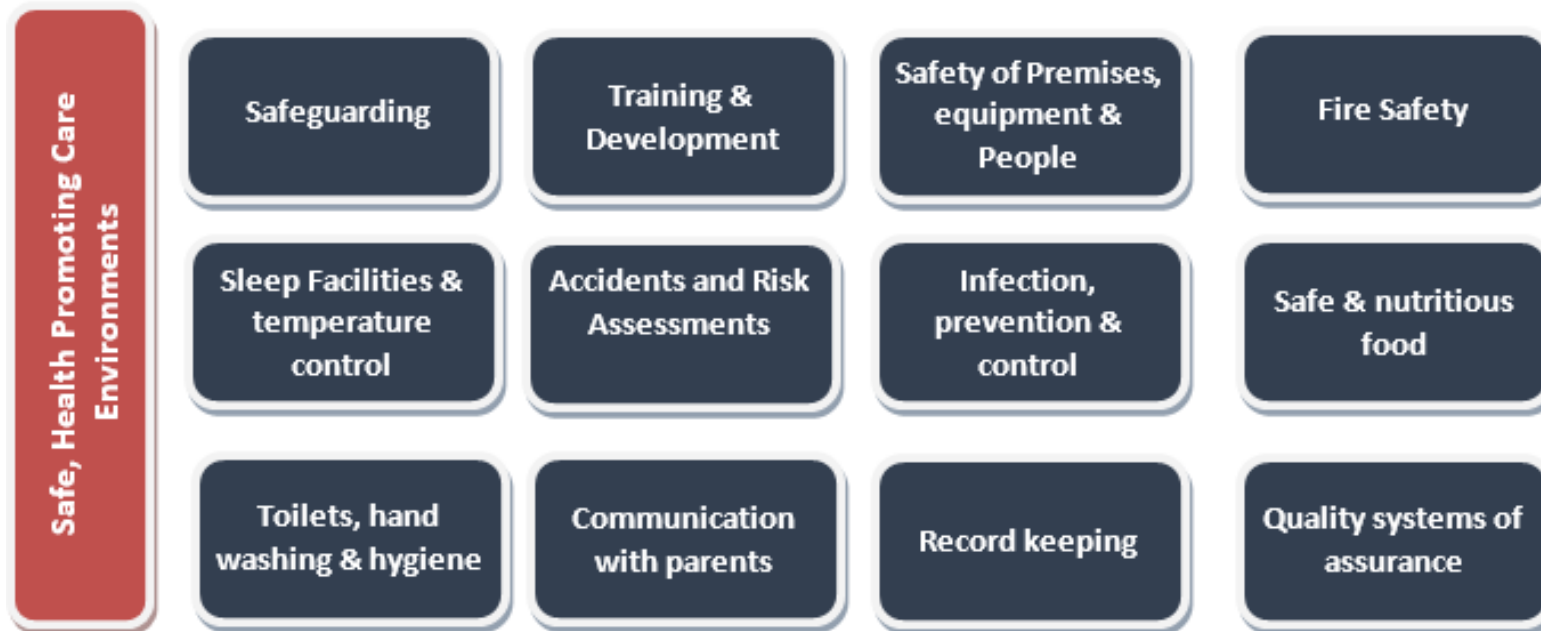 Safe, Health Promoting Care
Environments
Safeguarding
Training &
Development
Safety of Premises,
equipment &
People
Fire Safety
Sleep Facilities &
temperature
control
Accidents and Risk
Assessments
Infection,
prevention &
control
Safe & nutritious
food
Toilets, hand
washing & hygiene
Communication
with parents
Record keeping
Quality systems of
assurance